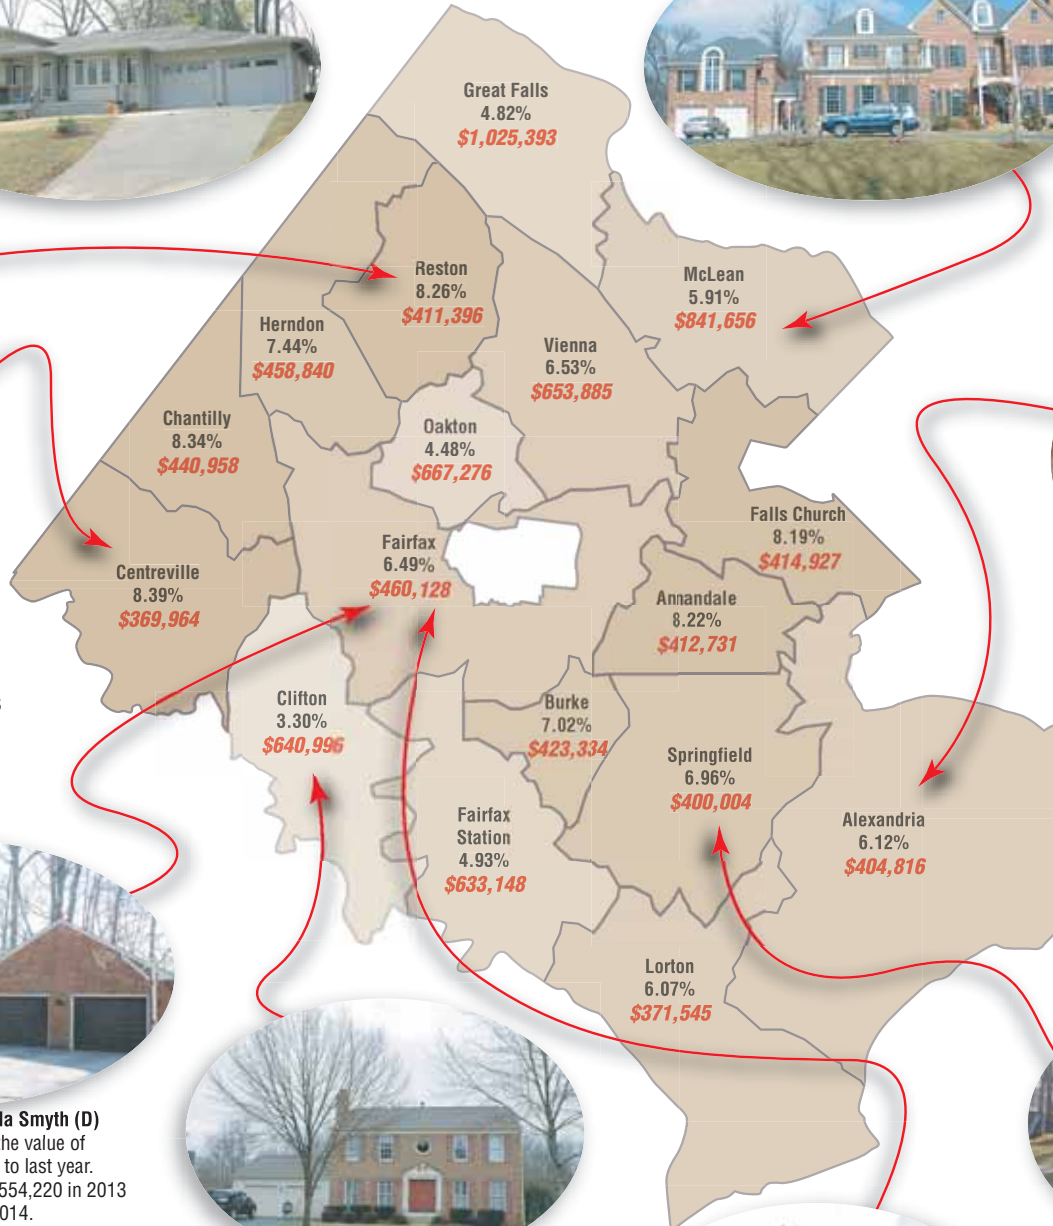 Great Falls
4.82%
$1,025,393
Reston
8.26%
$411,396
McLean
5.91%
$841,656
Herndon
7.44%
$458,840
Vienna
6.53%
$653,885
Chantilly
8.34%
$440,958
Oakton
4.48%
$667,276
Falls Church
8.19%
$414,927
Fairfax
6.49%
$460,128
Centreville
8.39%
$369,964
Annandale
8.22%
$412,731
Clifton
3.30%
$640,996
Burke
7.02%
$423,334
Springfield
6.96%
$400,004
Fairfax
Station
4.93%
$633,148
Alexandria
6.12%
$404,816
Lorton
6.07%
$371,545
da Smyth (D)
the value of
to last year.
554,220 in 2013
014.